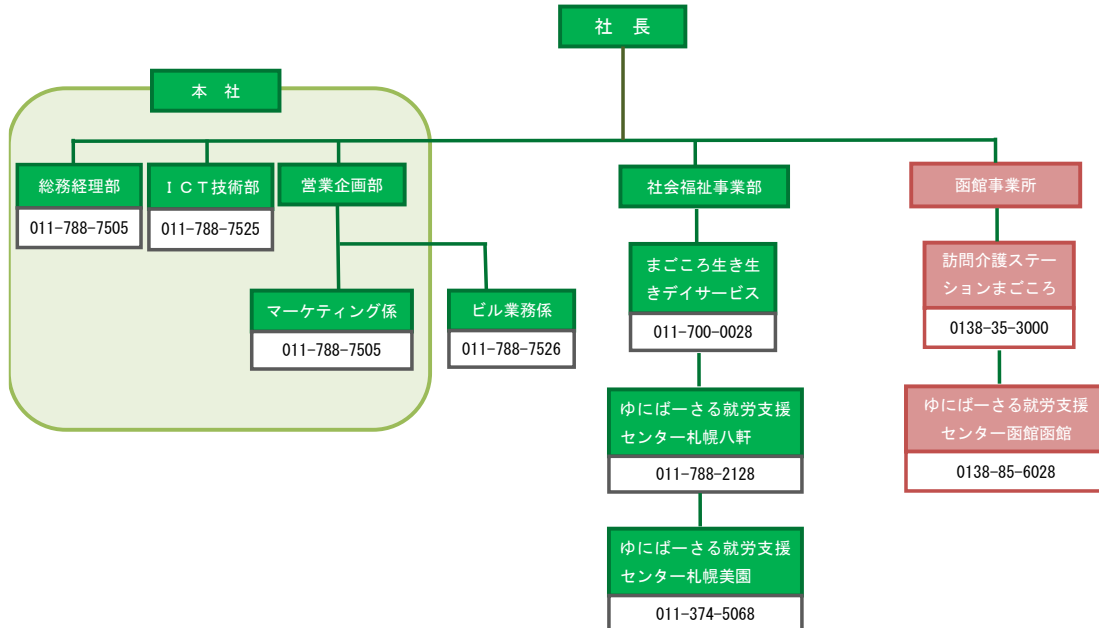 社　長
本　社
総務経理部
011-788-7505
ＩＣＴ技術部
011-788-7525
営業企画部
マーケティング係
011-788-7505
ビル業務係
011-788-7526
社会福祉事業部
まごころ生き生
きデイサービス
011-700-0028
ゆにばーさる就労支援
センター札幌八軒
011-788-2128
ゆにばーさる就労支援
センター札幌美園
011-374-5068
函館事業所
訪問介護ステー
ションまごころ
0138-35-3000
ゆにばーさる就労支援
センター函館函館
0138-85-6028